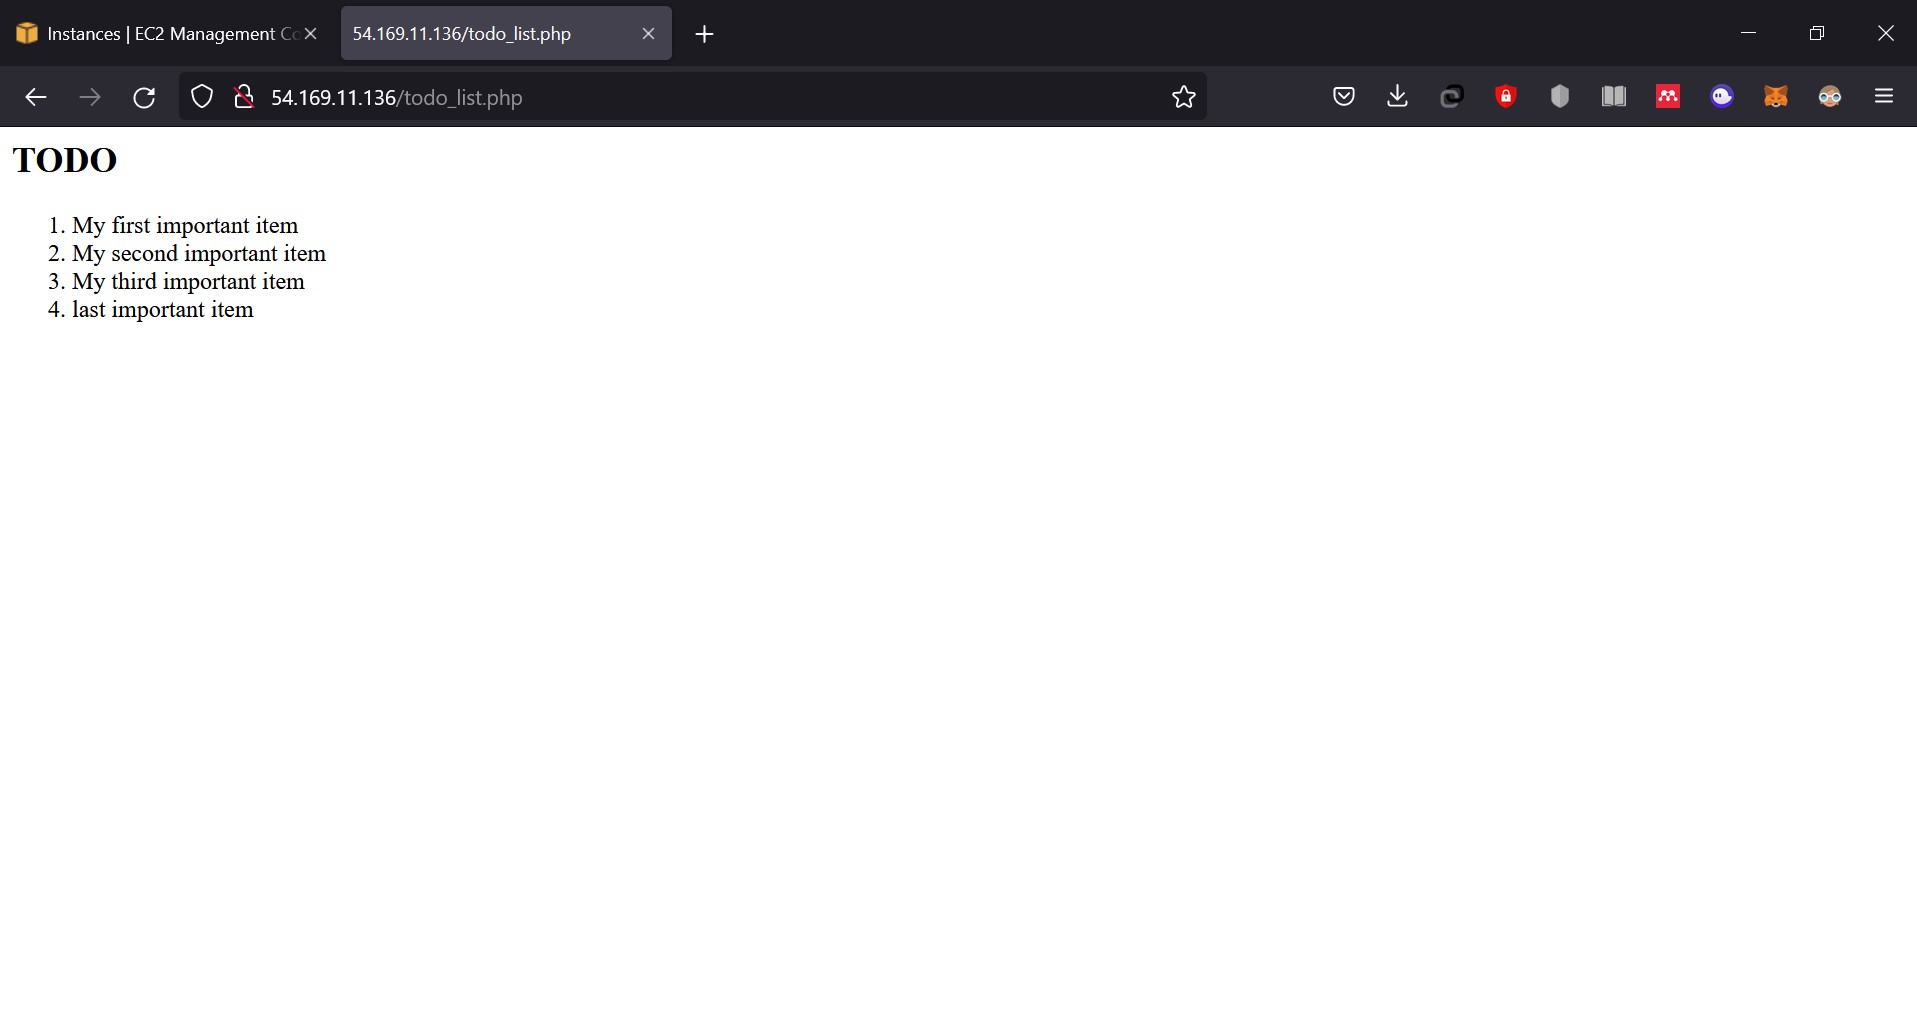 Instances | EC2 Management Co
54.169.11.136/todo_list.php
54.169.11.136/todo_list.php
TODO
1. My first important item
2. My second important item
3. My third important item
4. last important item